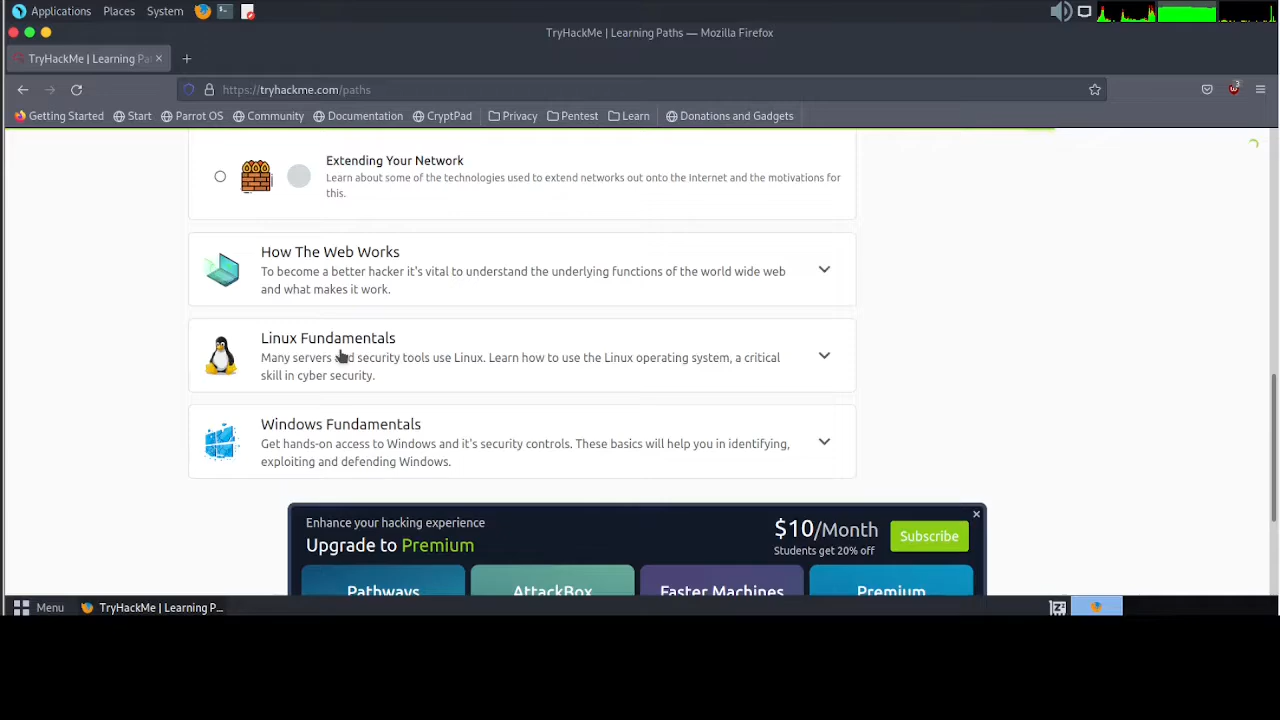 Applications Places System
TryHackMe | Learning Paths — Mozilla Firefox
TryHackMe | Learning Pat
https://tryhackme.com/paths
Getting Started Start Parrot OS Community Documentation CryptPad Privacy Pentest Learn Donations and Gadgets
Extending Your Network
Learn about some of the technologies used to extend networks out onto the Internet and the motivations for
this.
How The Web Works
To become a better hacker it's vital to understand the underlying functions of the world wide web
and what makes it work.
Linux Fundamentals
Many servers and security tools use Linux. Learn how to use the Linux operating system, a critical
skill in cyber security.
Windows Fundamentals
Get hands-on access to Windows and it's security controls. These basics will help you in identifying,
exploiting and defending Windows.
Enhance your hacking experience
Upgrade to Premium
$10/Month
Students get 20% off
Subscribe
Pathways AttackBox Faster Machines Premium
Menu TryHackMe | Learning P...